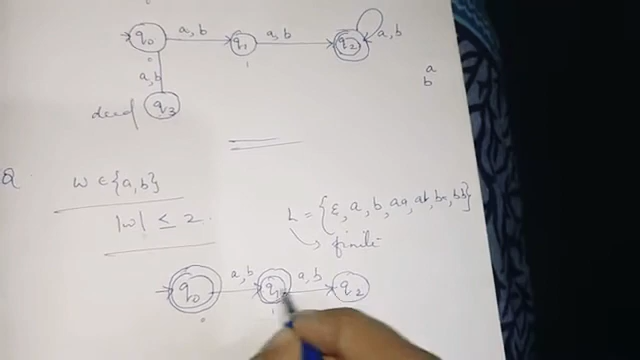 q0 a,b q1 a,b q2 a,b
a
b
a,b
dead q3
Q. w ∈ {a,b}
|w| ≤ 2.
L = {ε, a, b, aa, ab, ba, bb}
finite
q0 a,b q1 a,b q2